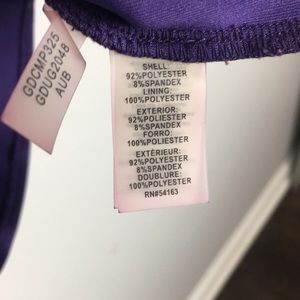 GDCMP325
GDUG2048
AUB
SHELL:
92%POLYESTER
8%SPANDEX
LINING:
100%POLYESTER
EXTERIOR:
92%POLIESTER
8%SPANDEX
FORRO:
100%POLIESTER
EXTÉRIEUR:
92%POLYESTER
8%SPANDEX
DOUBLURE:
100%POLYESTER
RN#54163